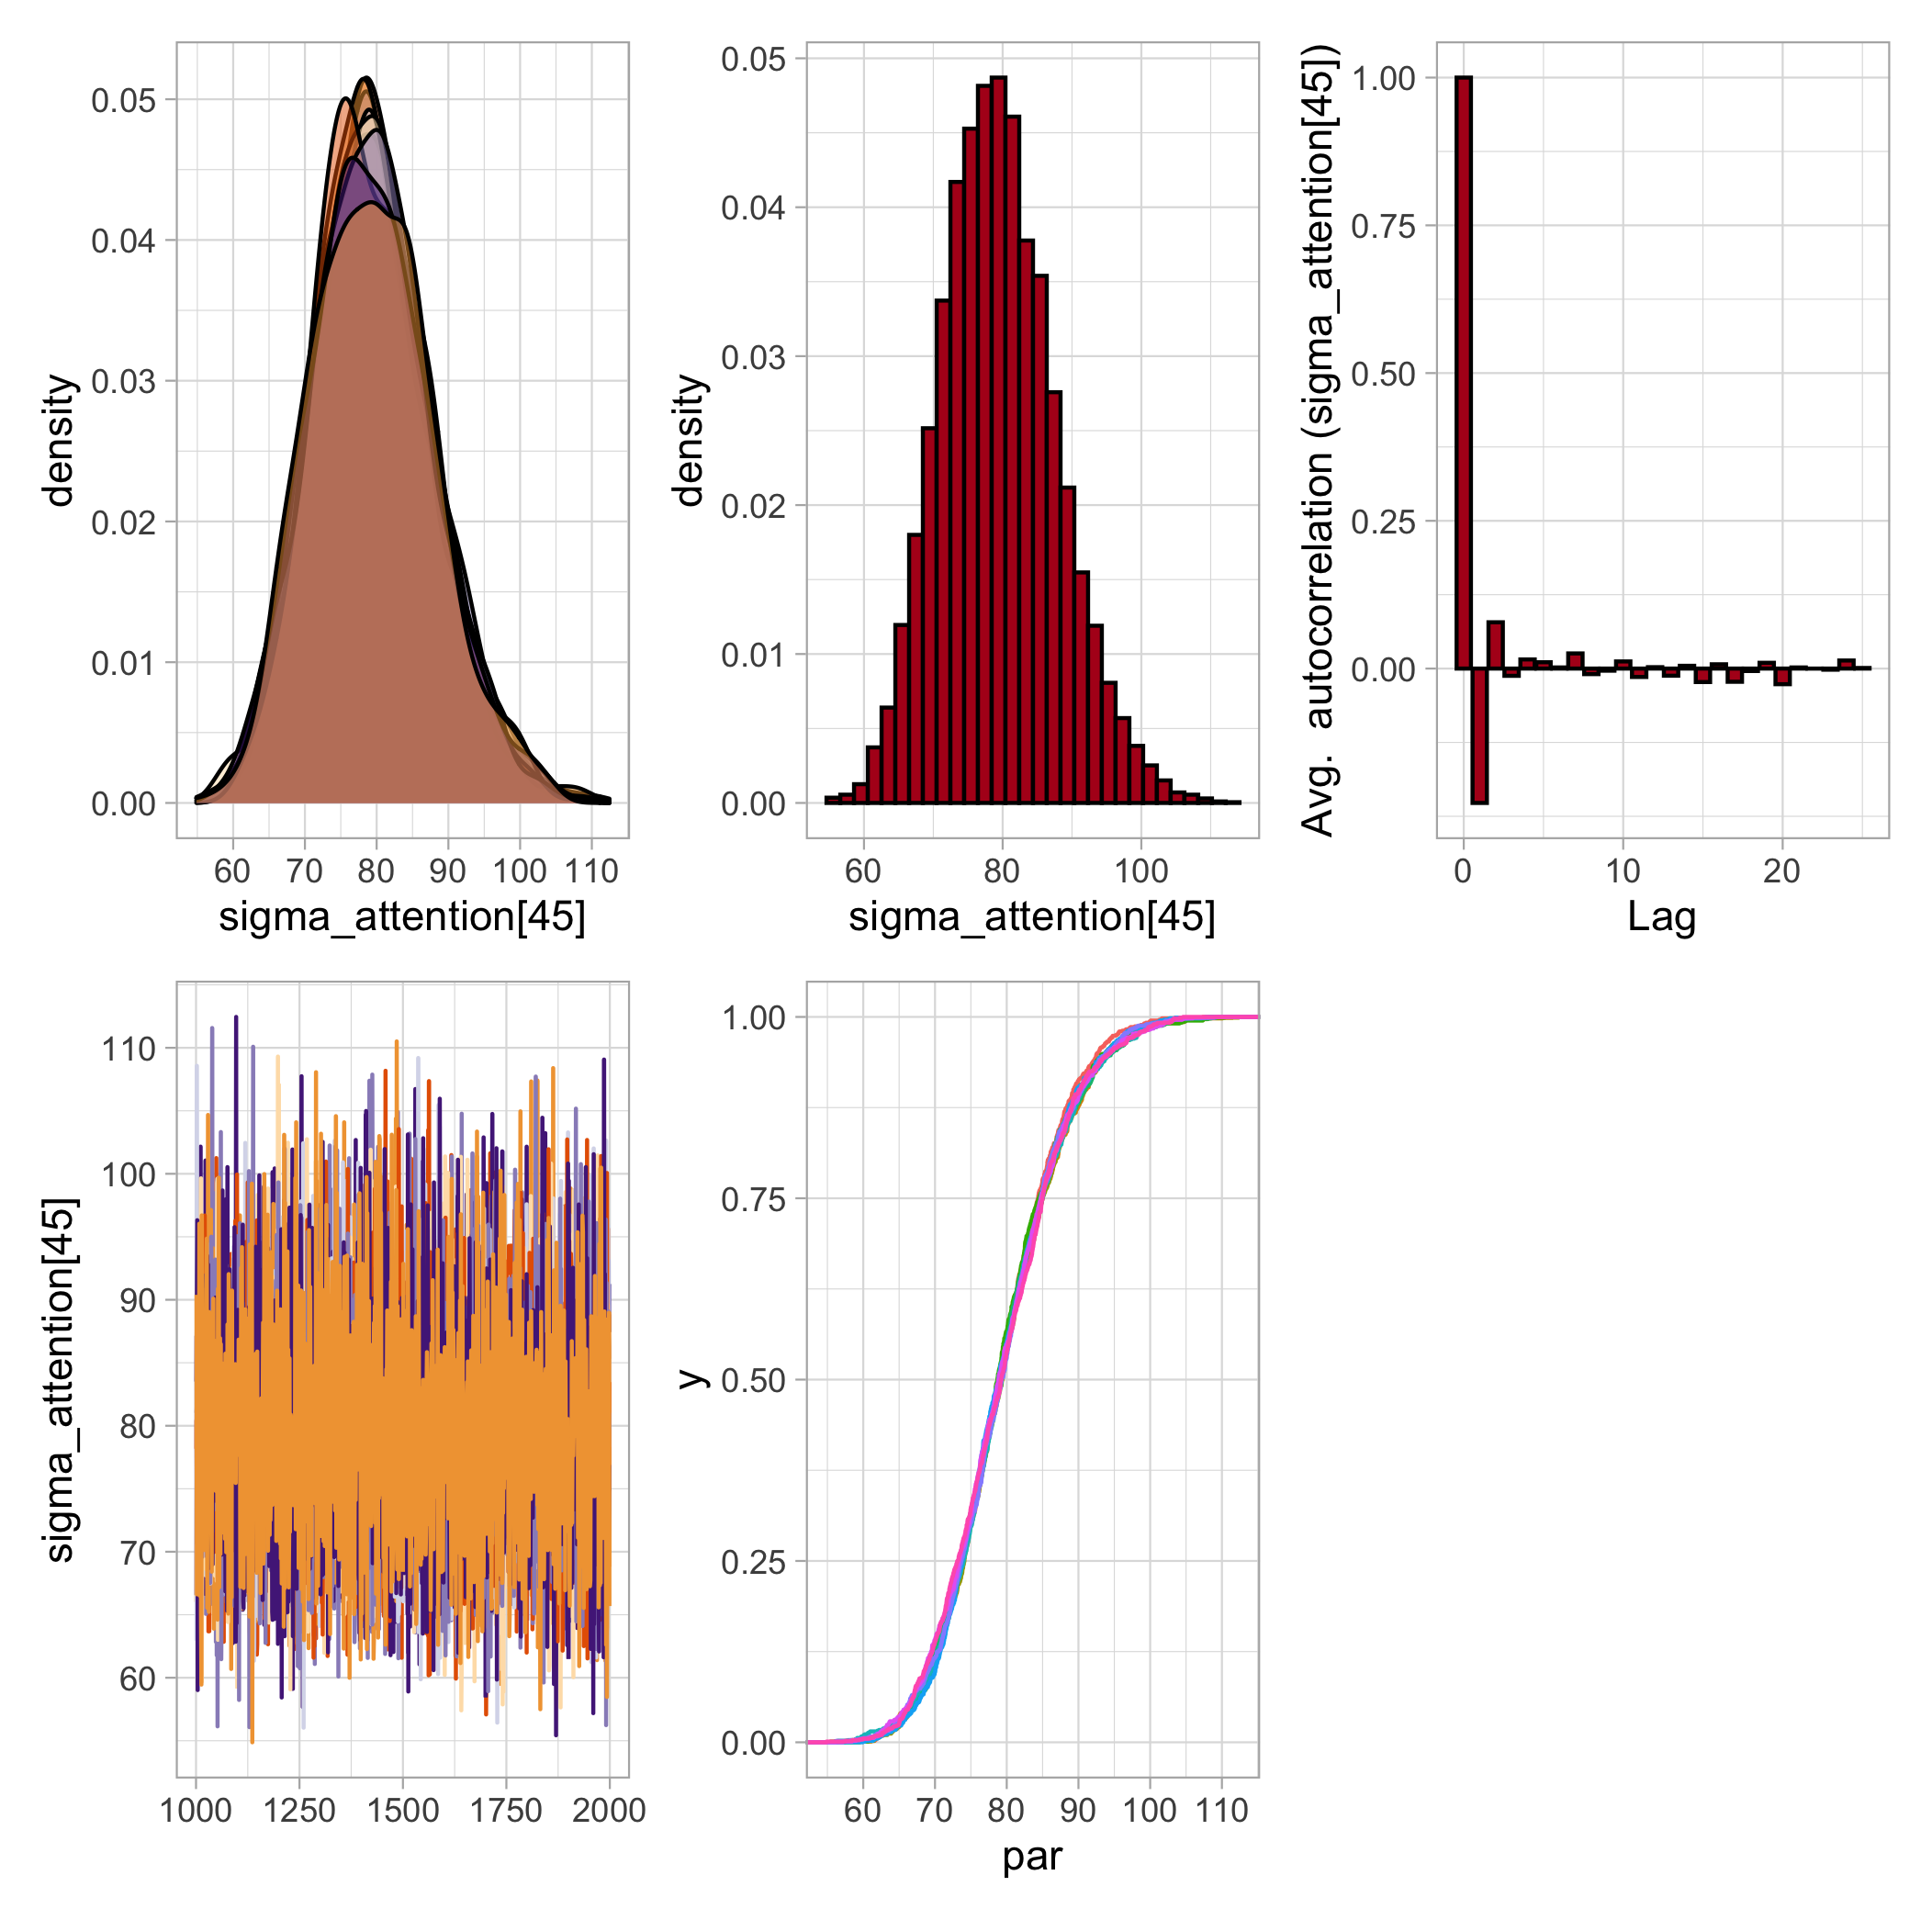 density
0.05
0.04
0.03
0.02
0.01
0.00
60 70 80 90 100 110
sigma_attention[45]
density
0.05
0.04
0.03
0.02
0.01
0.00
60 80 100
sigma_attention[45]
Avg. autocorrelation (sigma_attention[45])
1.00
0.75
0.50
0.25
0.00
0 10 20
Lag
sigma_attention[45]
110
100
90
80
70
60
1000 1250 1500 1750 2000
y
1.00
0.75
0.50
0.25
0.00
60 70 80 90 100 110
par